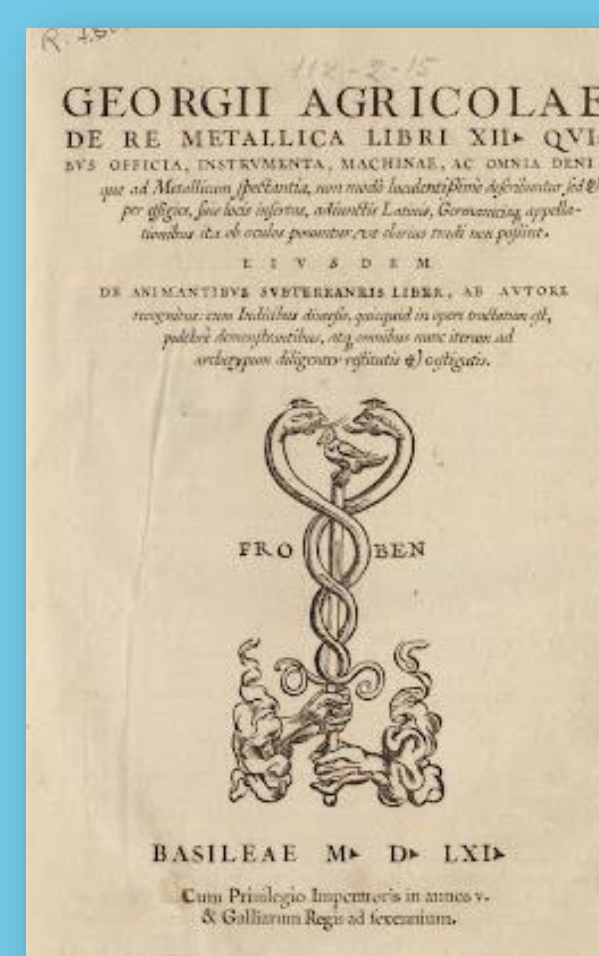 112-2-15
GEORGII AGRICOLAE
DE RE METALLICA LIBRI XII▸ QVI▸
BVS OFFICIA, INSTRVMENTA, MACHINAE, AC OMNIA DENI
que ad Metallicam spectantia, non modò luculentissimè describuntur, sed &
per effigies, suis locis insertas, adiunctis Latinis, Germanicisq; appella-
tionibus ita ob oculos ponuntur, ut clarius tradi non possint.
EIVSDEM
DE ANIMANTIBVS SVBTERRANEIS LIBER, AB AVTORE
recognitus: cum Indicibus diuersis, quicquid in opere tractatum est,
pulchrè demonstrantibus, atq; omnibus nunc iterum ad
archetypum diligenter restitutis & castigatis.
FRO BEN
BASILEAE M▸ D▸ LXI▸
Cum Priuilegio Imperatoris in annos v.
& Galliarum Regis ad sexennium.